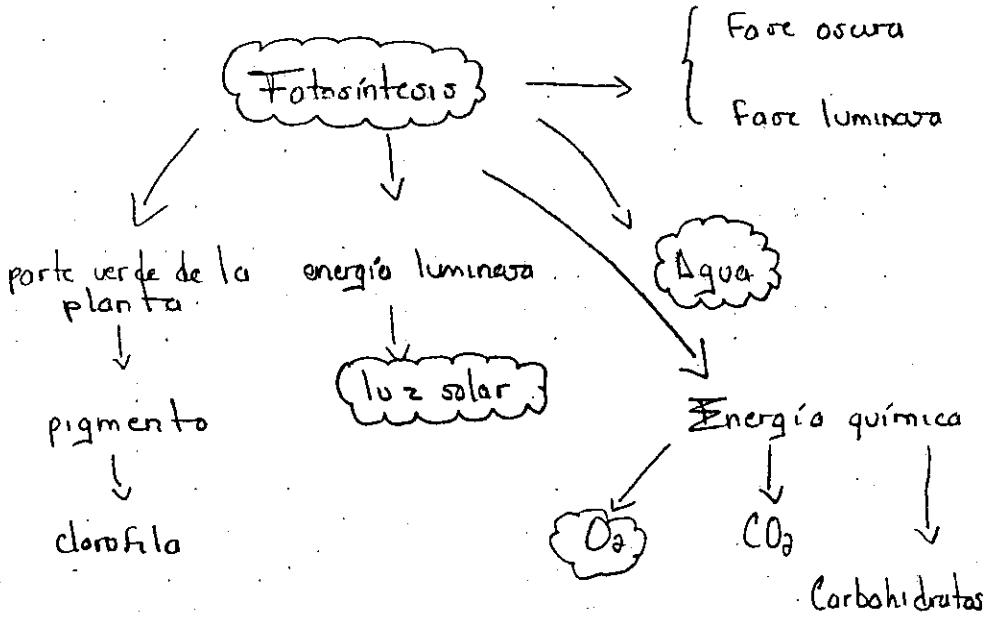 Fotosíntesis
Fase oscura
Fase luminosa
parte verde de la
planta
energía luminosa
Agua
pigmento
luz solar
Energía química
clorofila
O₂
CO₂
Carbohidratos